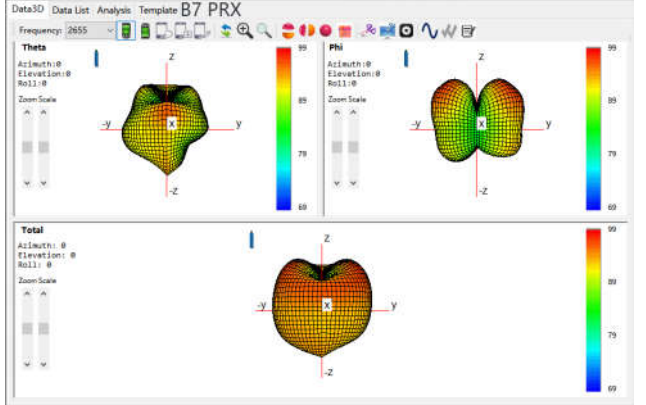 Data3D Data List Analysis Template B7 PRX
Frequency: 2655
Theta
Azimuth:0
Elevation:0
Roll:0
Zoom Scale
z
-y
x
y
-z
99
89
79
69
Phi
Azimuth:0
Elevation:0
Roll:0
Zoom Scale
z
-y
x
y
-z
99
89
79
69
Total
Azimuth: 0
Elevation: 0
Roll: 0
Zoom Scale
z
-y
x
y
-z
99
89
79
69